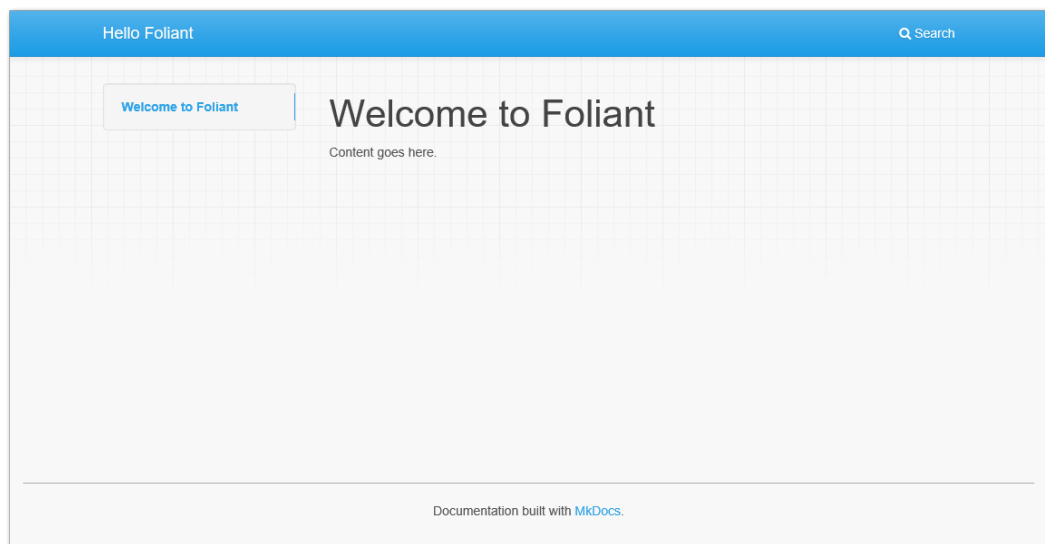 Hello Foliant
Search
Welcome to Foliant
Welcome to Foliant
Content goes here.
Documentation built with MkDocs.